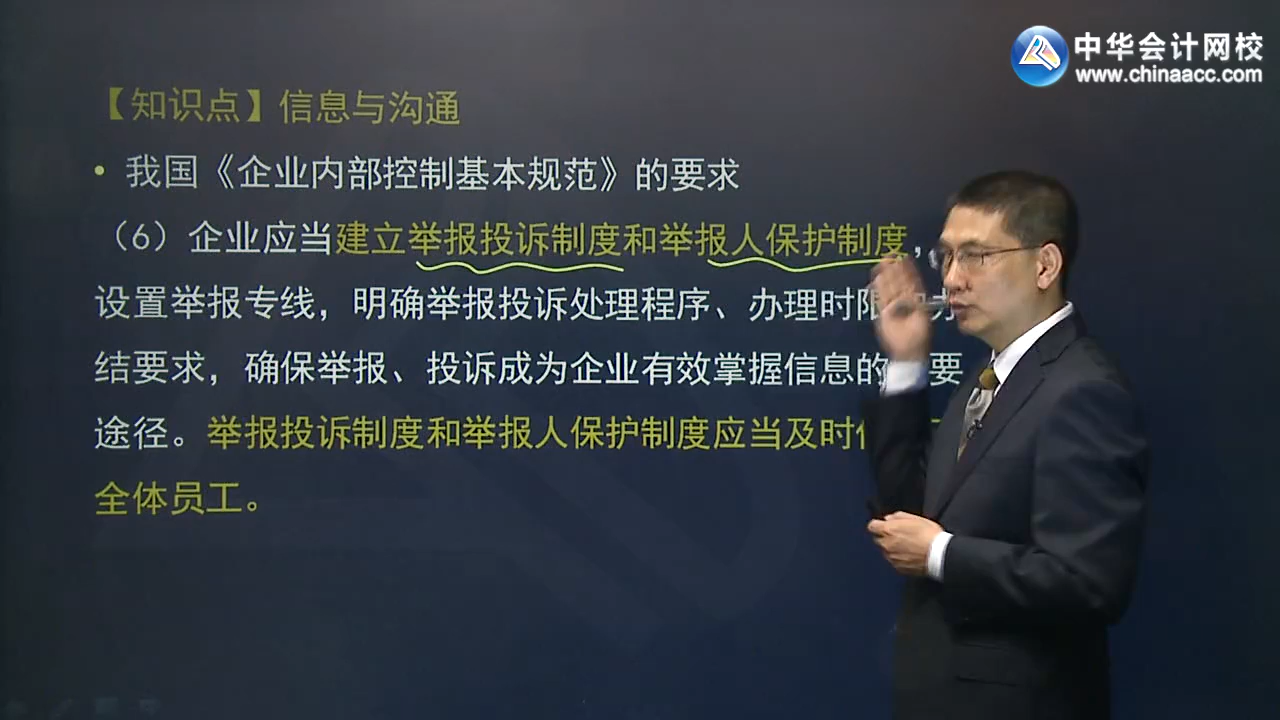 中华会计网校
www.chinaacc.com
【知识点】信息与沟通
• 我国《企业内部控制基本规范》的要求
（6）企业应当建立举报投诉制度和举报人保护制度，
设置举报专线，明确举报投诉处理程序、办理时限
结要求，确保举报、投诉成为企业有效掌握信息的 要
途径。举报投诉制度和举报人保护制度应当及时
全体员工。